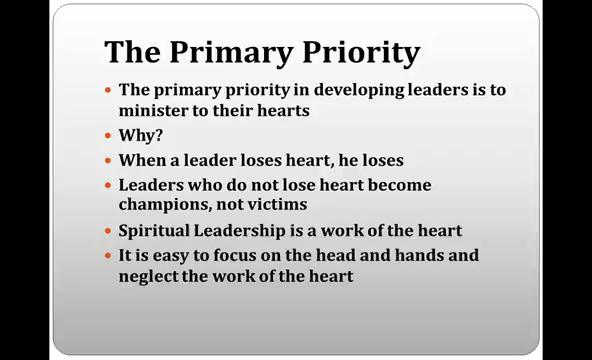 The Primary Priority
• The primary priority in developing leaders is to
minister to their hearts
• Why?
• When a leader loses heart, he loses
• Leaders who do not lose heart become
champions, not victims
• Spiritual Leadership is a work of the heart
• It is easy to focus on the head and hands and
neglect the work of the heart